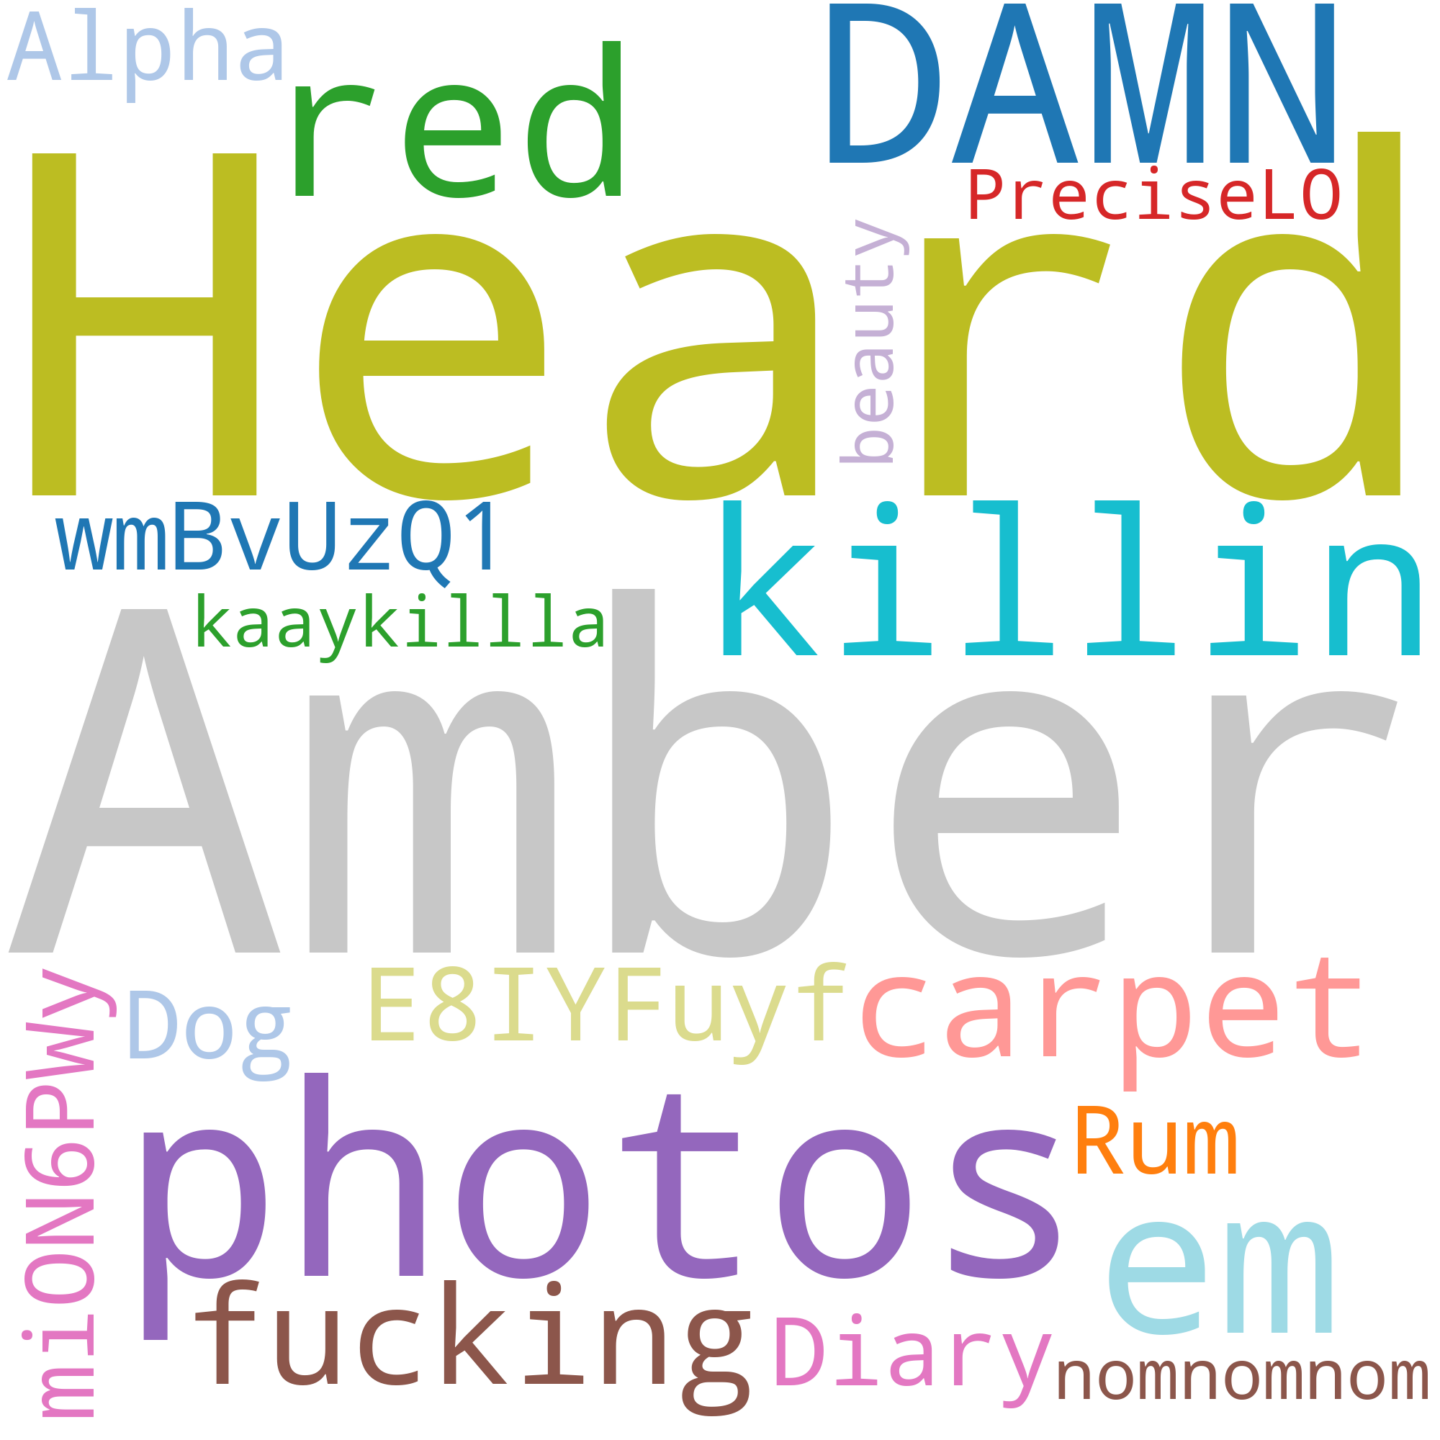 Alpha
red
DAMN
PreciseLO
Heard
beauty
wmBvUzQ1
killin
kaaykillla
Amber
E8IYFuyf
carpet
Dog
miON6PWy
photos
Rum
em
fucking
Diary
nomnomnom